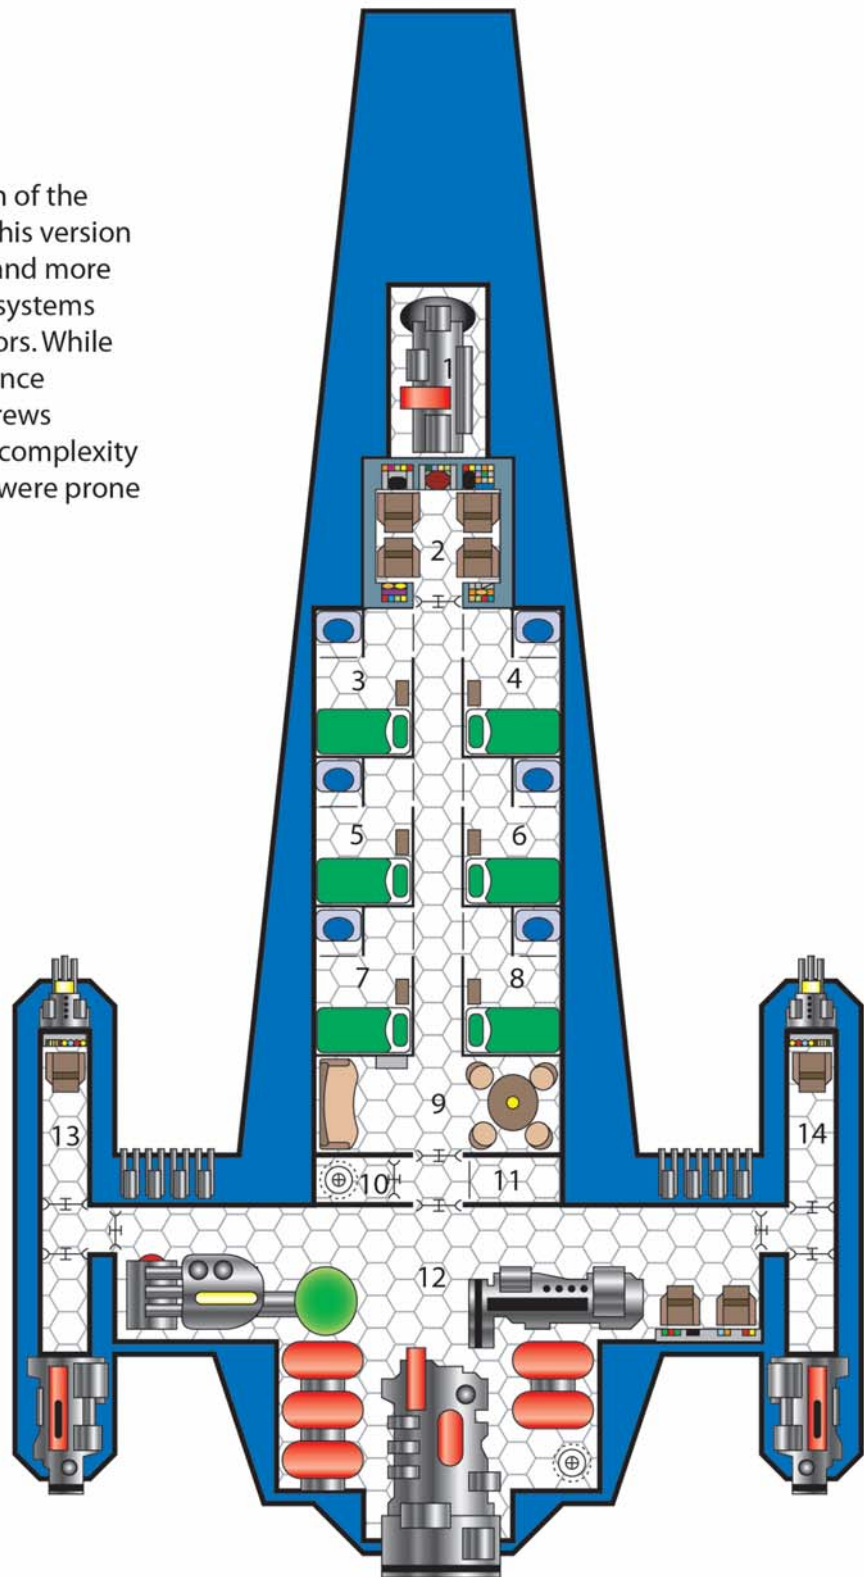 n of the
his version
and more
systems
ors. While
nce
rews
complexity
were prone
1
2
3
4
5
6
7
8
9
10
11
12
13
14